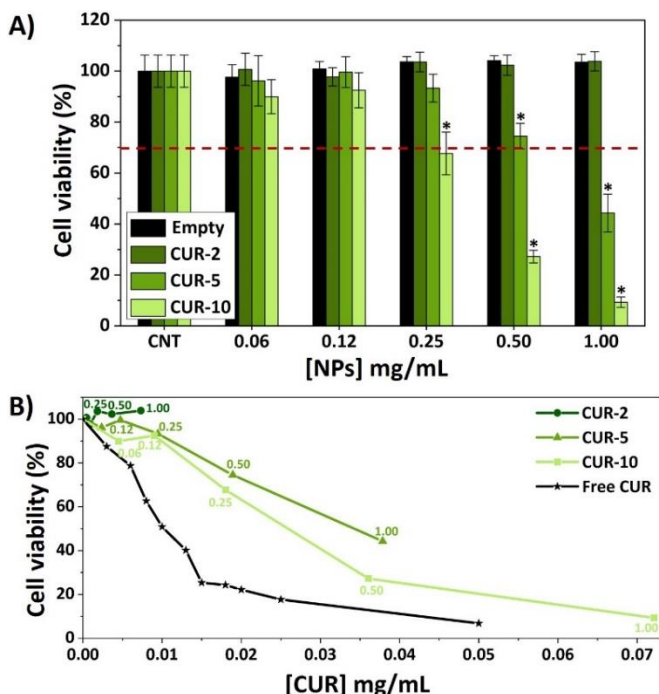 A)
Cell viability (%)
120
100
80
60
40
20
0
* * * * *
Empty
CUR-2
CUR-5
CUR-10
CNT 0.06 0.12 0.25 0.50 1.00
[NPs] mg/mL
B)
Cell viability (%)
100
80
60
40
20
0
0.25 0.50 1.00
0.12 0.25
0.06 0.12
0.50
0.25
1.00
0.50
1.00
CUR-2
CUR-5
CUR-10
Free CUR
0.00 0.01 0.02 0.03 0.04 0.05 0.06 0.07
[CUR] mg/mL